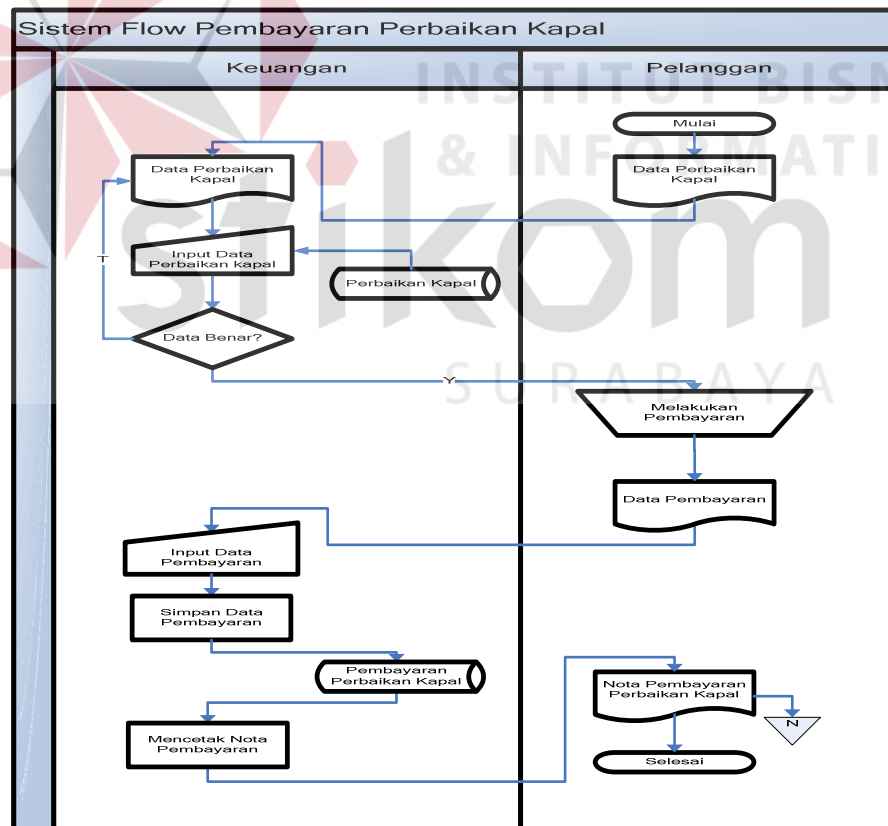 Sistem Flow Pembayaran Perbaikan Kapal
Keuangan
Pelanggan
INSTITUT BISN
& INFORMATI
stikom
SURABAYA
Mulai
Data Perbaikan
Kapal
Data Perbaikan
Kapal
Input Data
Perbaikan kapal
Perbaikan Kapal
T
Data Benar?
Y
Melakukan
Pembayaran
Data Pembayaran
Input Data
Pembayaran
Simpan Data
Pembayaran
Pembayaran
Perbaikan Kapal
Mencetak Nota
Pembayaran
Nota Pembayaran
Perbaikan Kapal
N
Selesai